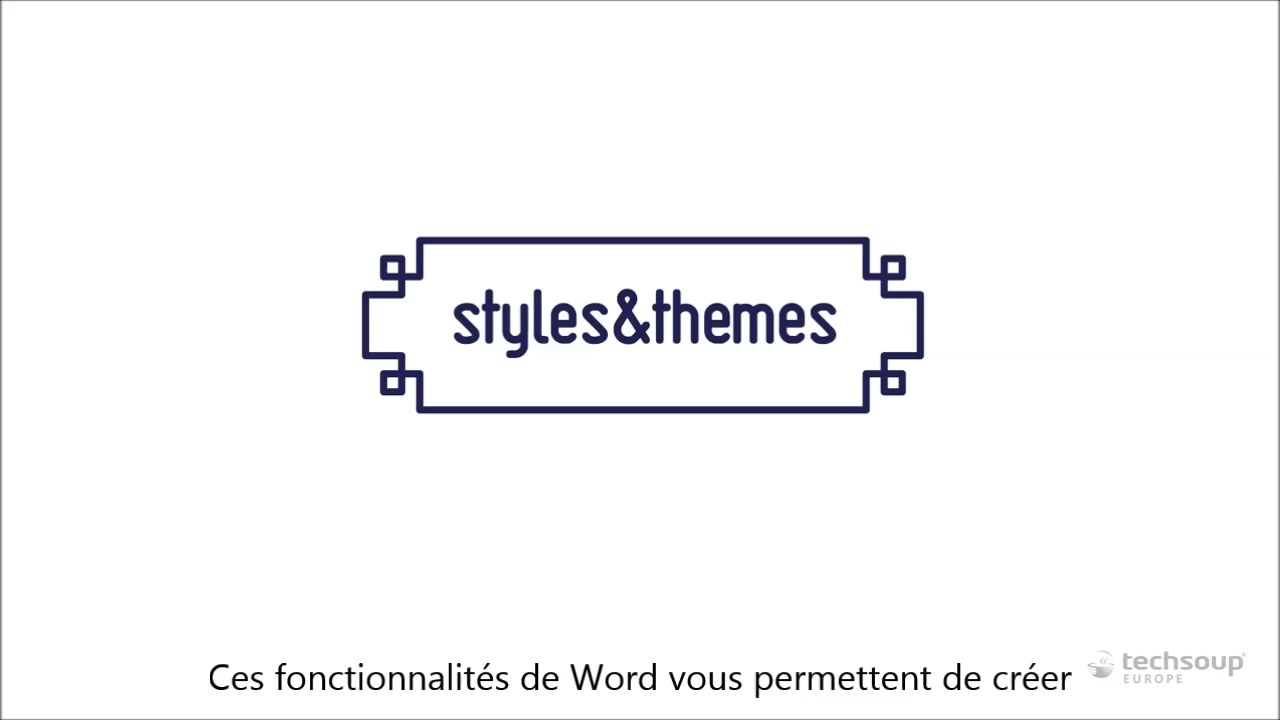 styles&themes
Ces fonctionnalités de Word vous permettent de créer
techsoup®
EUROPE